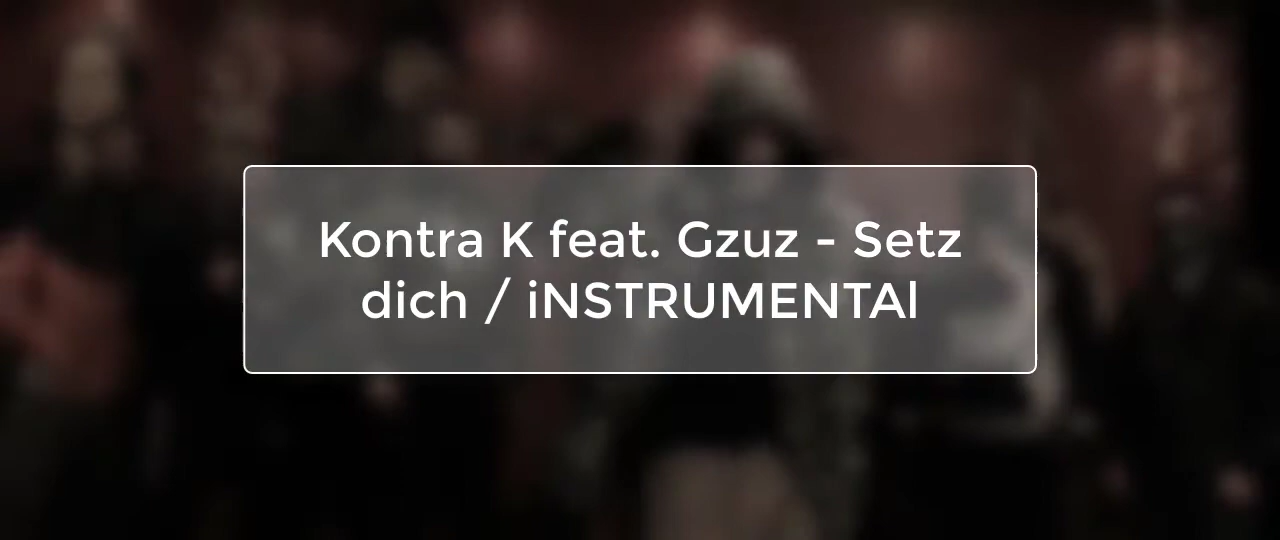 Kontra K feat. Gzuz - Setz
dich / iNSTRUMENTAl